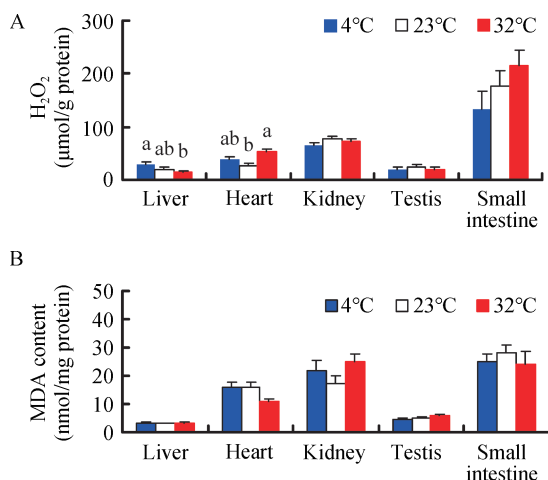 A
4°C 23°C 32°C
H₂O₂
(μmol/g protein)
300
200
100
0
a ab b
ab b a
Liver Heart Kidney Testis Small
intestine
B
4°C 23°C 32°C
MDA content
(nmol/mg protein)
50
40
30
20
10
0
Liver Heart Kidney Testis Small
intestine